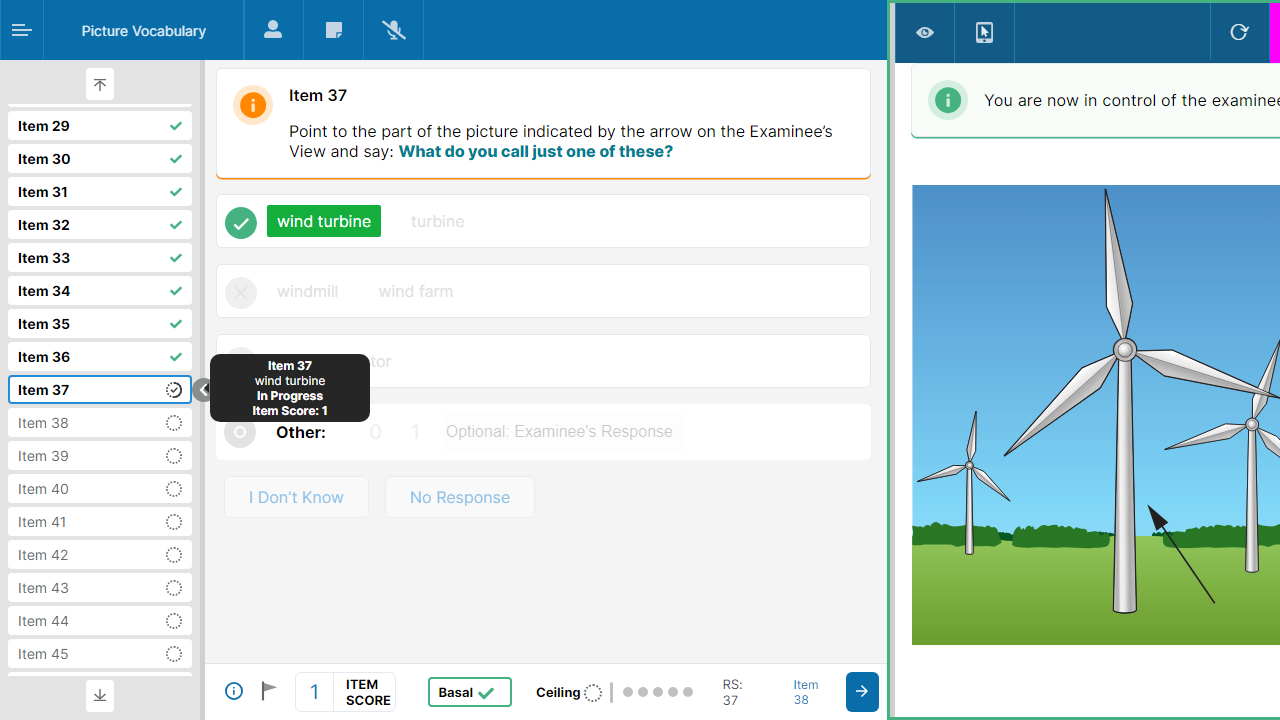 Picture Vocabulary
Item 29
Item 30
Item 31
Item 32
Item 33
Item 34
Item 35
Item 36
Item 37
Item 38
Item 39
Item 40
Item 41
Item 42
Item 43
Item 44
Item 45
Item 37
Point to the part of the picture indicated by the arrow on the Examinee’s
View and say: What do you call just one of these?
wind turbine turbine
windmill wind farm
tor
Item 37
wind turbine
In Progress
Item Score: 1
Other: 0 1 Optional: Examinee's Response
I Don’t Know No Response
1 ITEM
SCORE
Basal
Ceiling
RS:
37
Item
38
You are now in control of the examinee